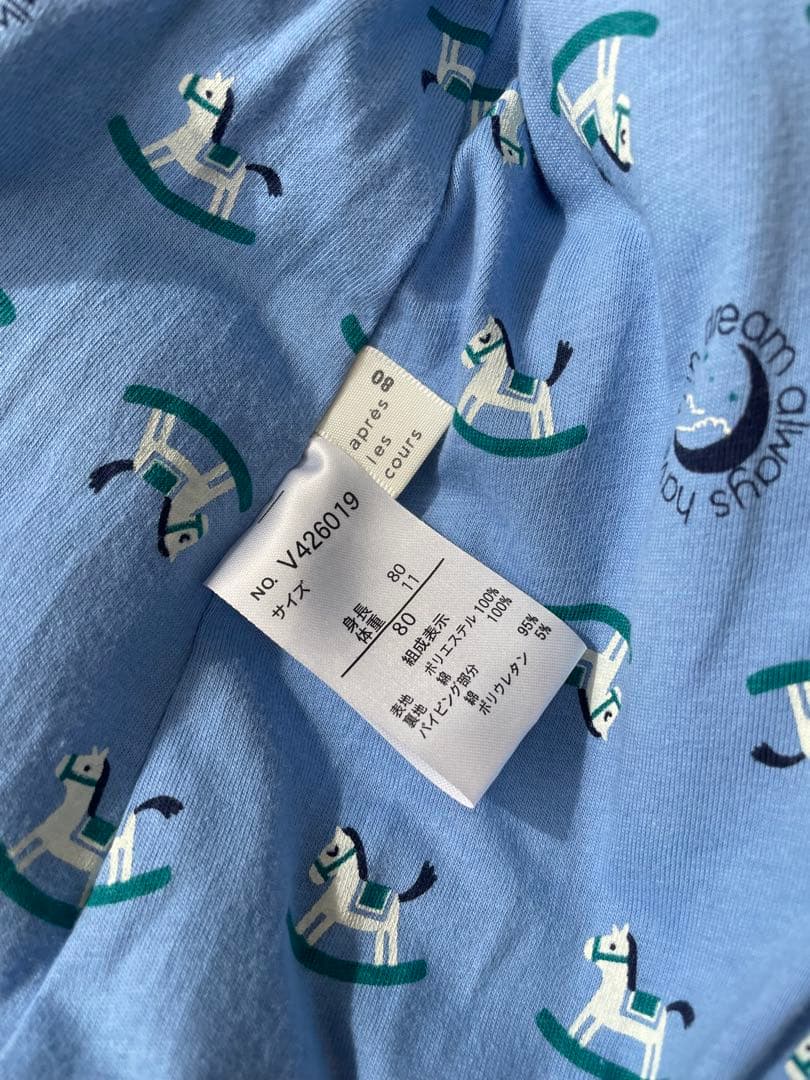 80
après
les
cours
NO. V426019
サイズ
身長 80
体重 11
80
組成表示
表地 ポリエステル 100%
裏地 綿 100%
パイピング部分
綿 95%
ポリウレタン 5%
always